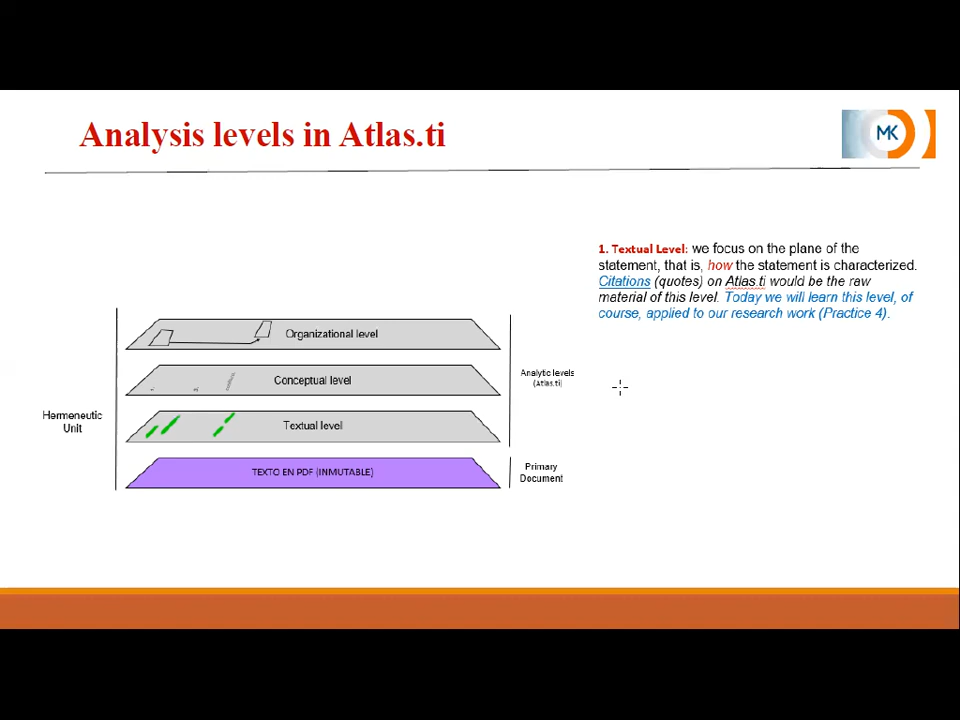 Analysis levels in Atlas.ti
MK
1. Textual Level: we focus on the plane of the
statement, that is, how the statement is characterized.
Citations (quotes) on Atlas.ti would be the raw
material of this level. Today we will learn this level, of
course, applied to our research work (Practice 4).
Organizational level
Conceptual level
Analytic levels
(Atlas.ti)
Hermeneutic
Unit
Textual level
TEXTO EN PDF (INMUTABLE)
Primary
Document